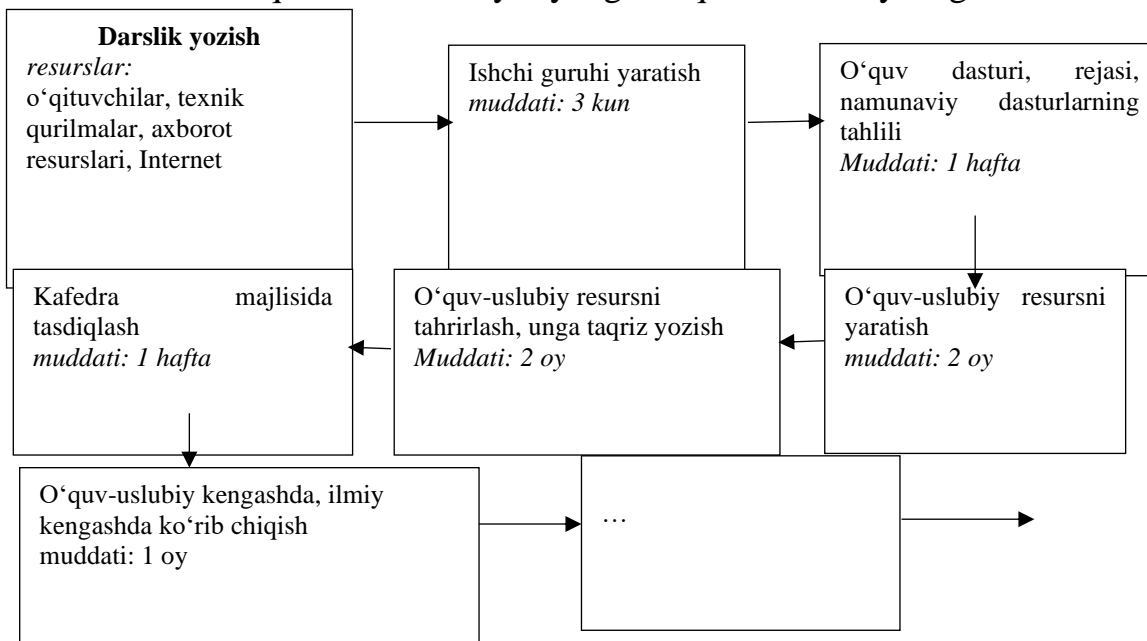 Darslik yozish
resurslar:
o‘qituvchilar, texnik
qurilmalar, axborot
resurslari, Internet
Ishchi guruhi yaratish
muddati: 3 kun
O‘quv dasturi, rejasi,
namunaviy dasturlarning
tahlili
Muddati: 1 hafta
Kafedra majlisida
tasdiqlash
muddati: 1 hafta
O‘quv-uslubiy resursni
tahrirlash, unga taqriz yozish
Muddati: 2 oy
O‘quv-uslubiy resursni
yaratish
muddati: 2 oy
O‘quv-uslubiy kengashda, ilmiy
kengashda ko‘rib chiqish
muddati: 1 oy
…